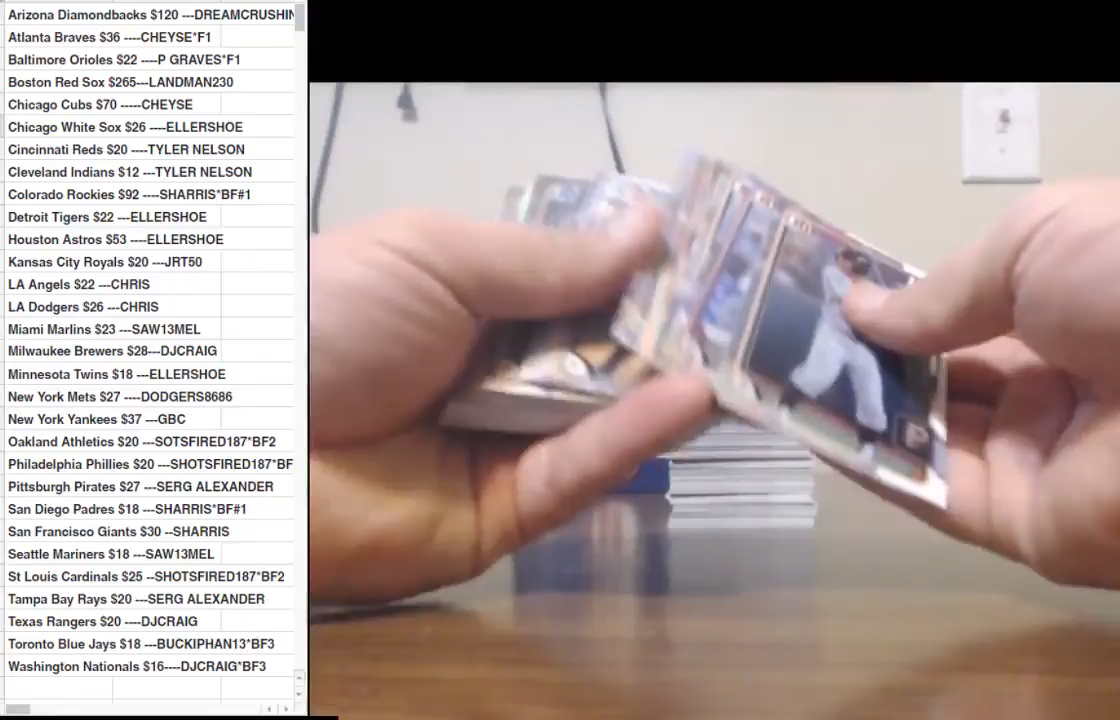 Arizona Diamondbacks $120 ---DREAMCRUSHIN
Atlanta Braves $36 ----CHEYSE*F1
Baltimore Orioles $22 ----P GRAVES*F1
Boston Red Sox $265---LANDMAN230
Chicago Cubs $70 -----CHEYSE
Chicago White Sox $26 ----ELLERSHOE
Cincinnati Reds $20 ----TYLER NELSON
Cleveland Indians $12 ---TYLER NELSON
Colorado Rockies $92 ----SHARRIS*BF#1
Detroit Tigers $22 ---ELLERSHOE
Houston Astros $53 ----ELLERSHOE
Kansas City Royals $20 ---JRT50
LA Angels $22 ---CHRIS
LA Dodgers $26 ---CHRIS
Miami Marlins $23 ---SAW13MEL
Milwaukee Brewers $28---DJCRAIG
Minnesota Twins $18 ---ELLERSHOE
New York Mets $27 ----DODGERS8686
New York Yankees $37 ---GBC
Oakland Athletics $20 ---SOTSFIRED187*BF2
Philadelphia Phillies $20 ---SHOTSFIRED187*BF
Pittsburgh Pirates $27 ---SERG ALEXANDER
San Diego Padres $18 ---SHARRIS*BF#1
San Francisco Giants $30 --SHARRIS
Seattle Mariners $18 ---SAW13MEL
St Louis Cardinals $25 --SHOTSFIRED187*BF2
Tampa Bay Rays $20 ---SERG ALEXANDER
Texas Rangers $20 ----DJCRAIG
Toronto Blue Jays $18 ---BUCKIPHAN13*BF3
Washington Nationals $16----DJCRAIG*BF3